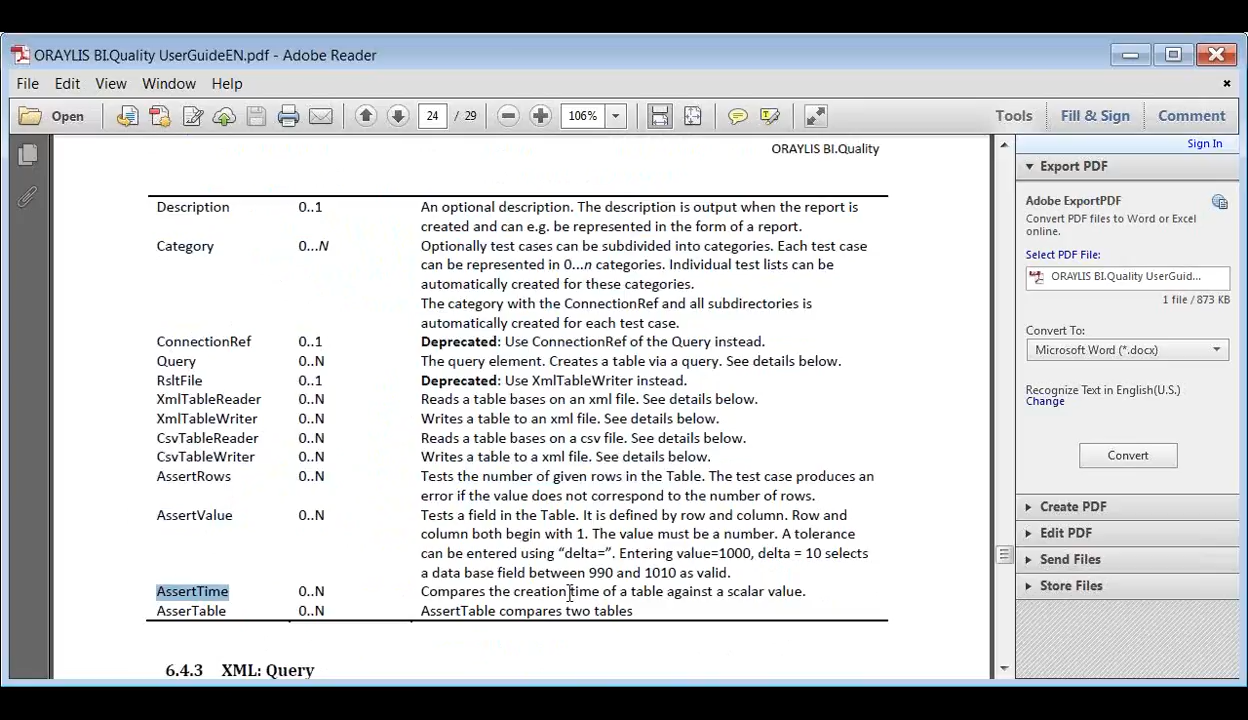 ORAYLIS BI.Quality UserGuideEN.pdf - Adobe Reader
File Edit View Window Help
Open 24 / 29 106% Tools Fill & Sign Comment
Sign In
ORAYLIS BI.Quality
Description 0..1 An optional description. The description is output when the report is
created and can e.g. be represented in the form of a report.
Category 0...N Optionally test cases can be subdivided into categories. Each test case
can be represented in 0...n categories. Individual test lists can be
automatically created for these categories.
The category with the ConnectionRef and all subdirectories is
automatically created for each test case.
ConnectionRef 0..1 Deprecated: Use ConnectionRef of the Query instead.
Query 0..N The query element. Creates a table via a query. See details below.
RsltFile 0..1 Deprecated: Use XmlTableWriter instead.
XmlTableReader 0..N Reads a table bases on an xml file. See details below.
XmlTableWriter 0..N Writes a table to an xml file. See details below.
CsvTableReader 0..N Reads a table bases on a csv file. See details below.
CsvTableWriter 0..N Writes a table to a xml file. See details below.
AssertRows 0..N Tests the number of given rows in the Table. The test case produces an
error if the value does not correspond to the number of rows.
AssertValue 0..N Tests a field in the Table. It is defined by row and column. Row and
column both begin with 1. The value must be a number. A tolerance
can be entered using “delta=”. Entering value=1000, delta = 10 selects
a data base field between 990 and 1010 as valid.
AssertTime 0..N Compares the creation time of a table against a scalar value.
AsserTable 0..N AssertTable compares two tables
6.4.3 XML: Query
Export PDF
Adobe ExportPDF
Convert PDF files to Word or Excel
online.
Select PDF File:
ORAYLIS BI.Quality UserGuid...
1 file / 873 KB
Convert To:
Microsoft Word (*.docx)
Recognize Text in English(U.S.)
Change
Convert
Create PDF
Edit PDF
Send Files
Store Files